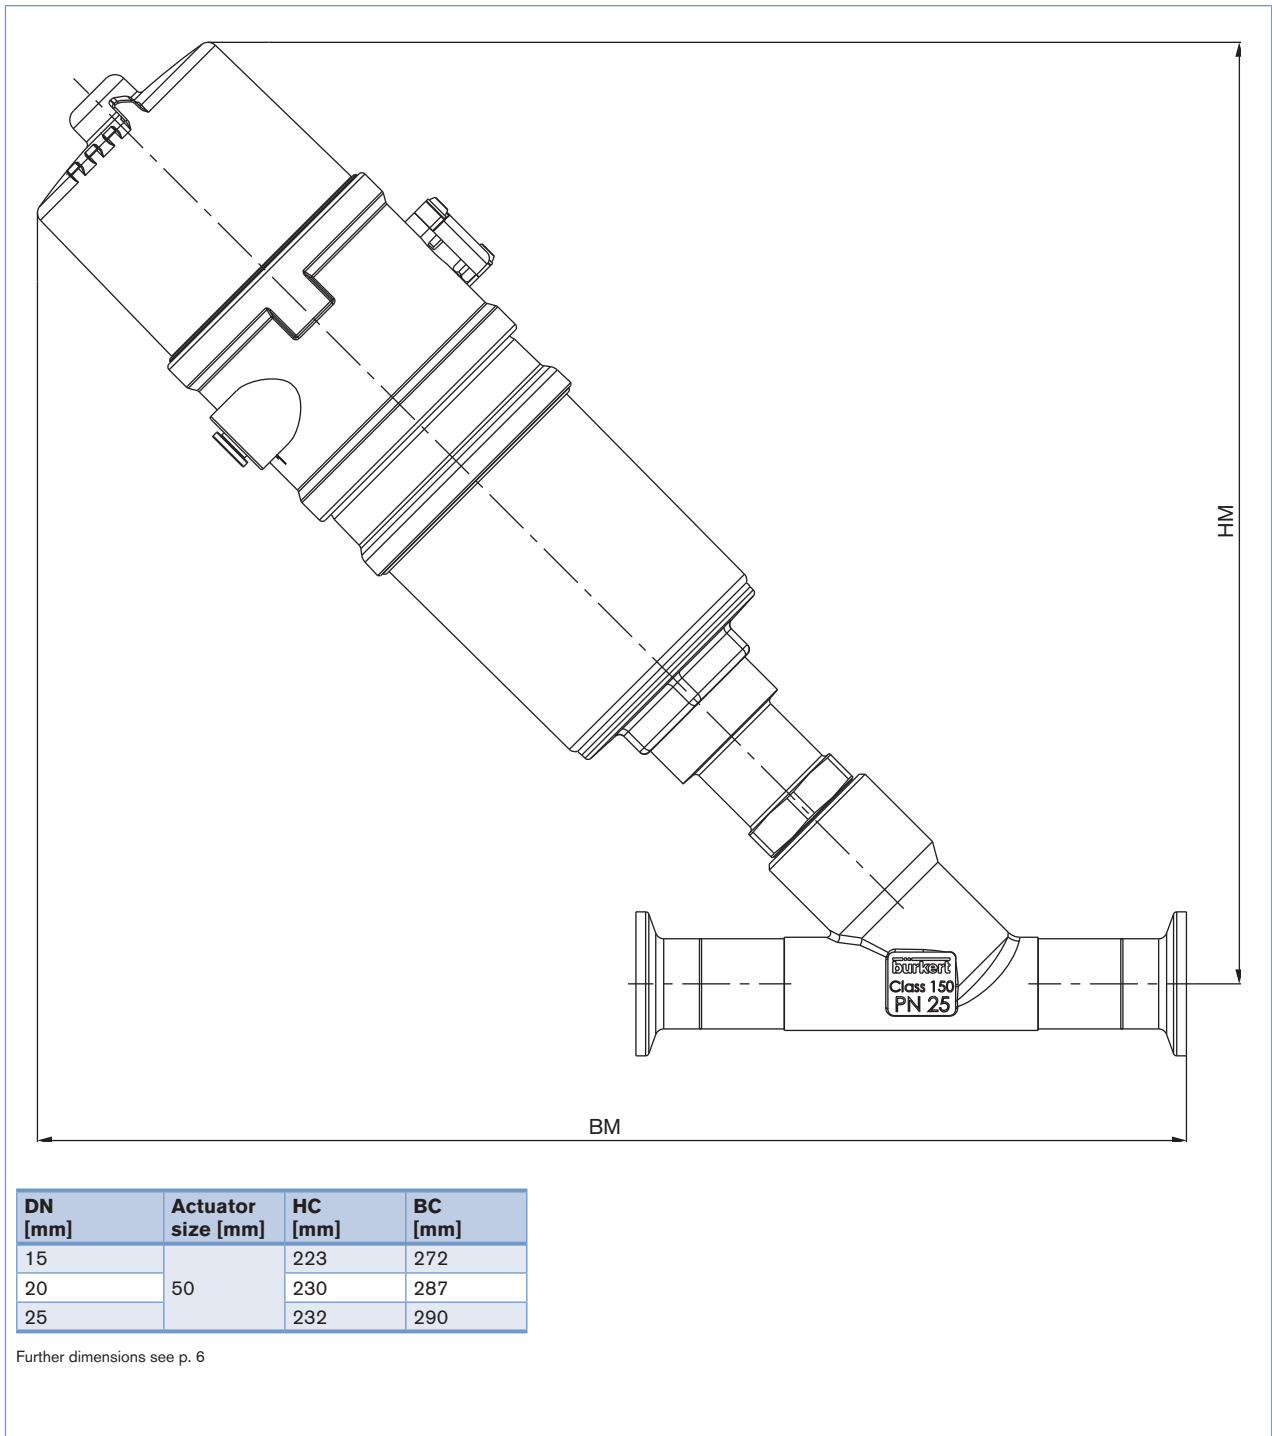 HM
bürkert
Class 150
PN 25
BM
DN [mm] Actuator size [mm] HC [mm] BC [mm]
15 50 223 272
20 230 287
25 232 290
Further dimensions see p. 6